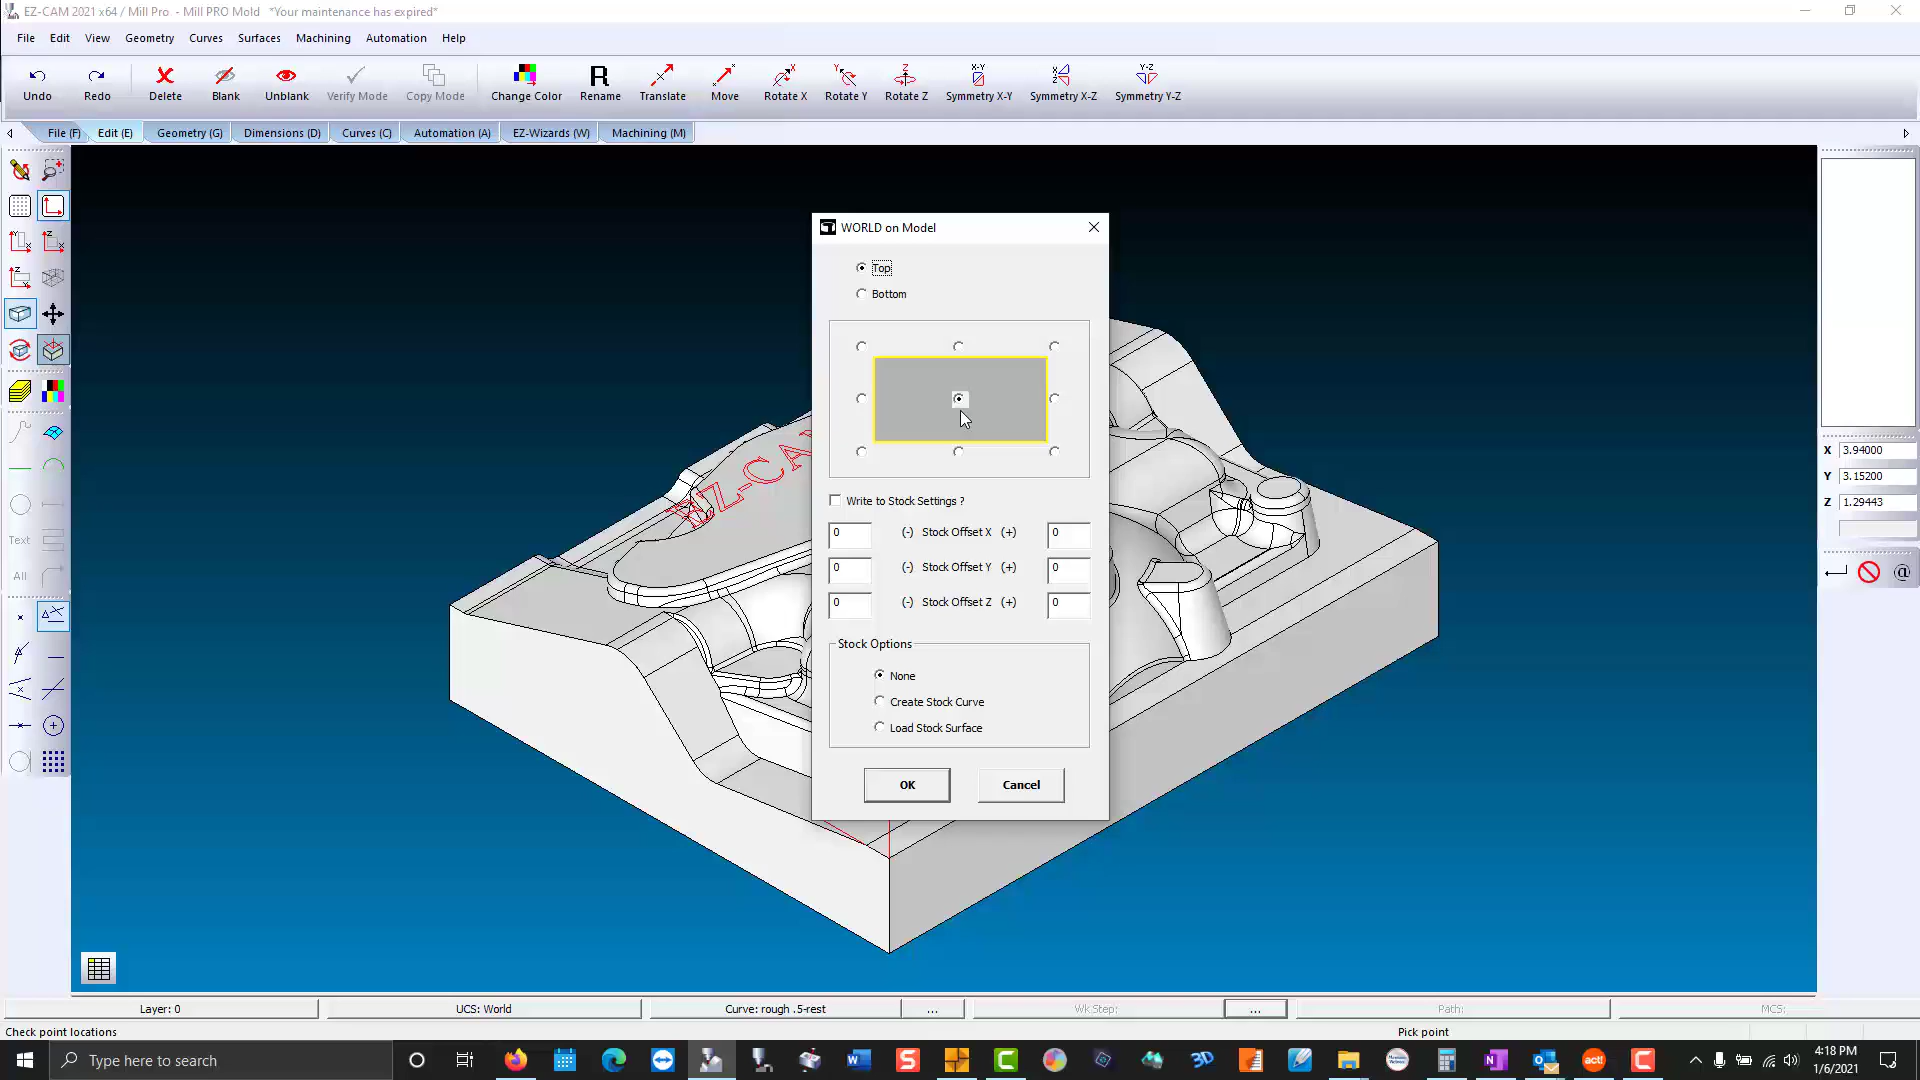 EZ-CAM 2021 x64 / Mill Pro - Mill PRO Mold *Your maintenance has expired*
File Edit View Geometry Curves Surfaces Machining Automation Help
Undo Redo Delete Blank Unblank Verify Mode Copy Mode Change Color Rename Translate Move Rotate X Rotate Y Rotate Z Symmetry X-Y Symmetry X-Z Symmetry Y-Z
File (F) Edit (E) Geometry (G) Dimensions (D) Curves (C) Automation (A) EZ-Wizards (W) Machining (M)
WORLD on Model
Top
Bottom
EZ-CA
X 3.94000
Y 3.15200
Z 1.29443
Write to Stock Settings ?
0 (-) Stock Offset X (+) 0
0 (-) Stock Offset Y (+) 0
0 (-) Stock Offset Z (+) 0
Text
All
@
Stock Options
None
Create Stock Curve
Load Stock Surface
OK Cancel
Layer: 0 UCS: World Curve: rough .5-rest ... Wk Step: ... Path: MCS:
Check point locations Pick point
Type here to search
4:18 PM
1/6/2021